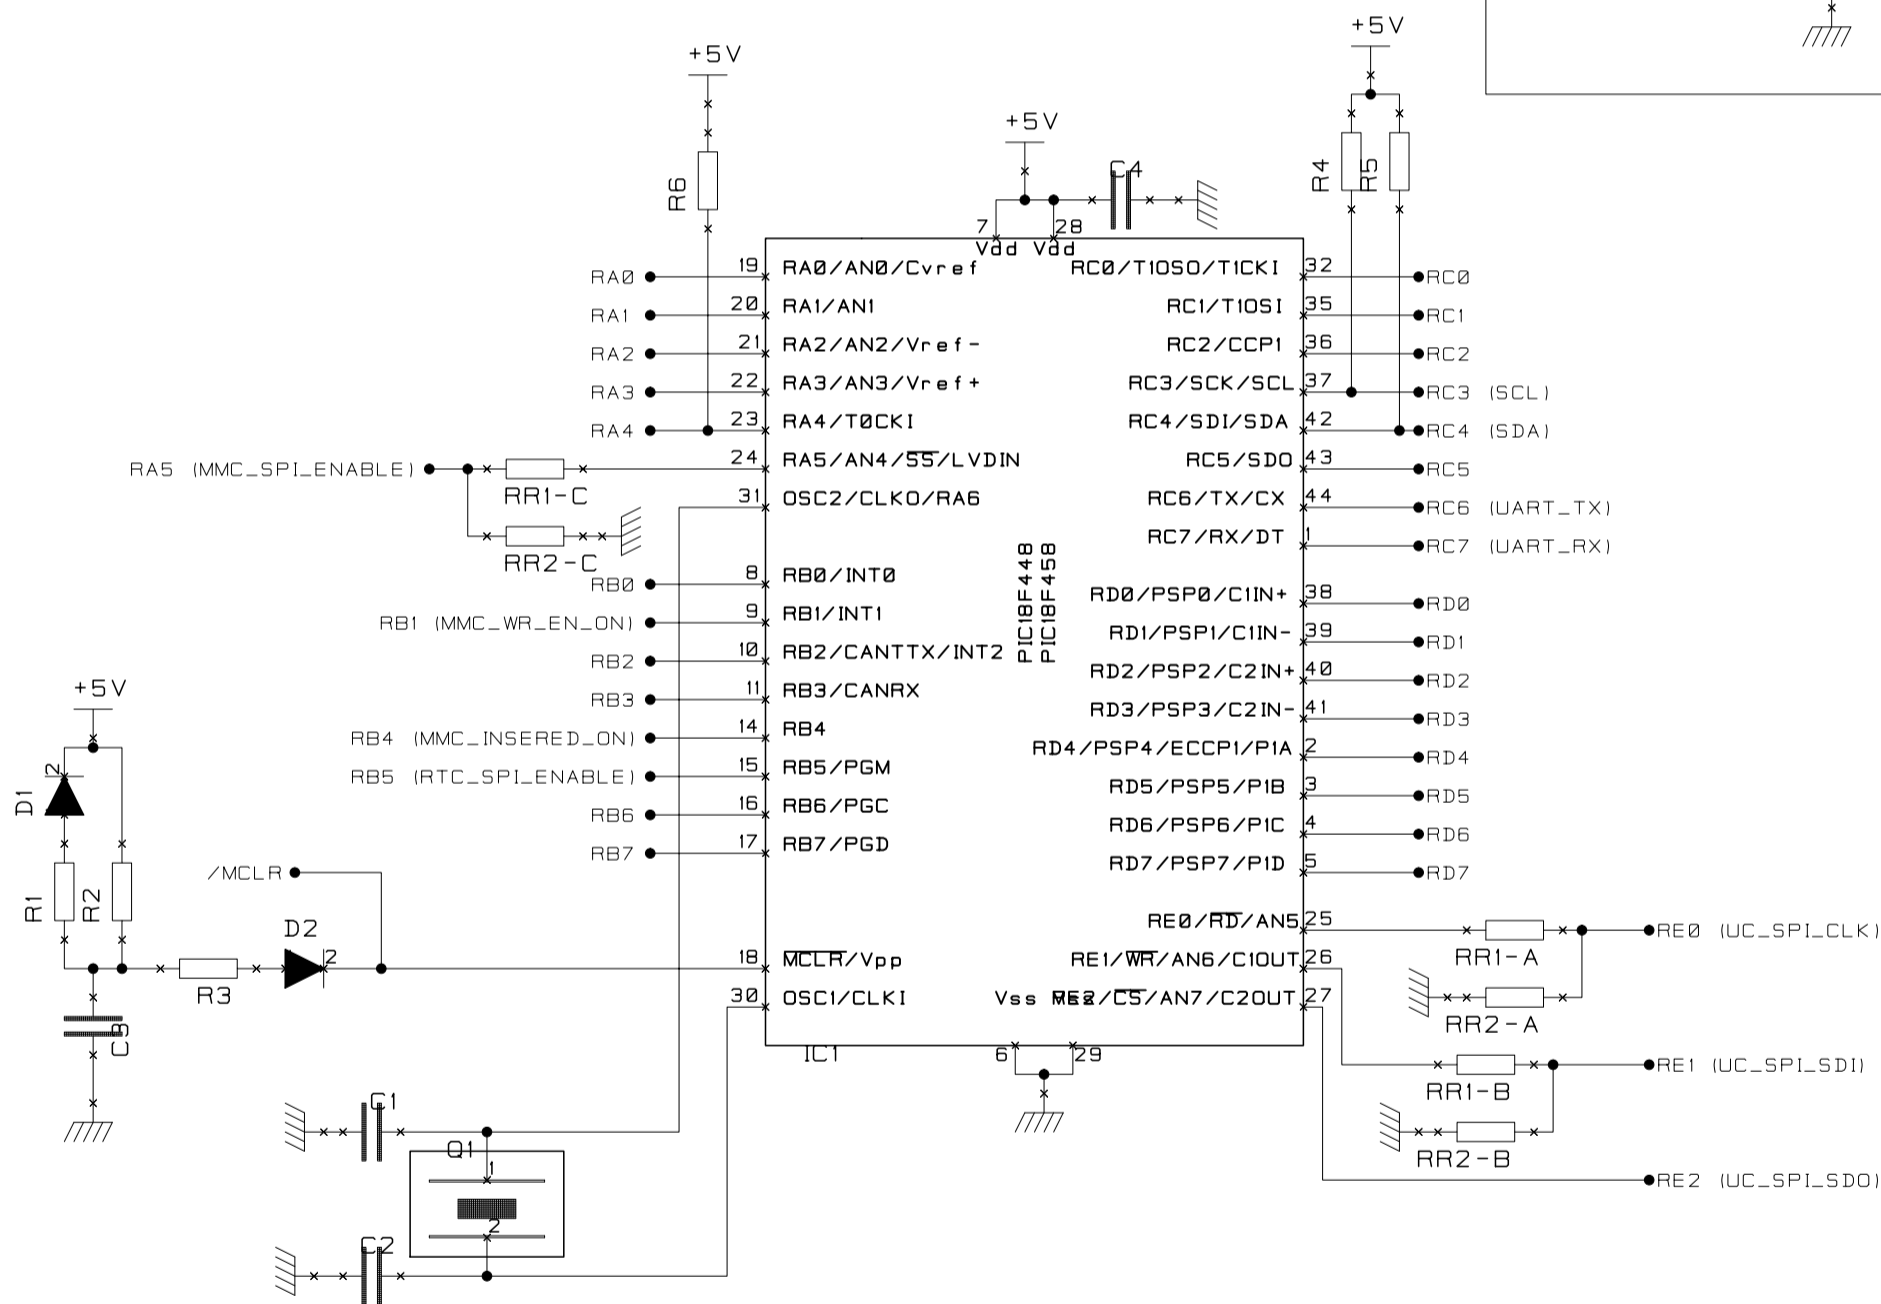 +5V
+5V
+5V
C4
R6
R4
R5
7
28
Vdd
Vdd
RA0
19
RA0/AN0/Cvref
RC0/T1OSO/T1CKI
32
RC0
RA1
20
RA1/AN1
RC1/T1OSI
35
RC1
RA2
21
RA2/AN2/Vref-
RC2/CCP1
36
RC2
RA3
22
RA3/AN3/Vref+
RC3/SCK/SCL
37
RC3 (SCL)
RA4
23
RA4/T0CKI
RC4/SDI/SDA
42
RC4 (SDA)
RA5 (MMC_SPI_ENABLE)
24
RA5/AN4/SS/LVDIN
RC5/SDO
43
RC5
RR1-C
31
OSC2/CLKO/RA6
RC6/TX/CX
44
RC6 (UART_TX)
RR2-C
RC7/RX/DT
1
RC7 (UART_RX)
RB0
8
RB0/INT0
PIC18F448
PIC18F458
RD0/PSP0/C1IN+
38
RD0
RB1 (MMC_WR_EN_ON)
9
RB1/INT1
RD1/PSP1/C1IN-
39
RD1
RB2
10
RB2/CANTTX/INT2
RD2/PSP2/C2IN+
40
RD2
RB3
11
RB3/CANRX
RD3/PSP3/C2IN-
41
RD3
RB4 (MMC_INSERED_ON)
14
RB4
RD4/PSP4/ECCP1/P1A
2
RD4
RB5 (RTC_SPI_ENABLE)
15
RB5/PGM
RD5/PSP5/P1B
3
RD5
RB6
16
RB6/PGC
RD6/PSP6/P1C
4
RD6
RB7
17
RB7/PGD
RD7/PSP7/P1D
5
RD7
+5V
2
D1
R1
R2
/MCLR
D2
2
R3
C3
18
MCLR/Vpp
30
OSC1/CLKI
RE0/RD/AN5
25
RE0 (UC_SPI_CLK)
RR1-A
RE1/WR/AN6/C1OUT
26
Vss
RE2/CS/AN7/C2OUT
27
RR2-A
IC1
6
29
RE1 (UC_SPI_SDI)
RR1-B
RR2-B
RE2 (UC_SPI_SDO)
C1
Q1
1
2
C2